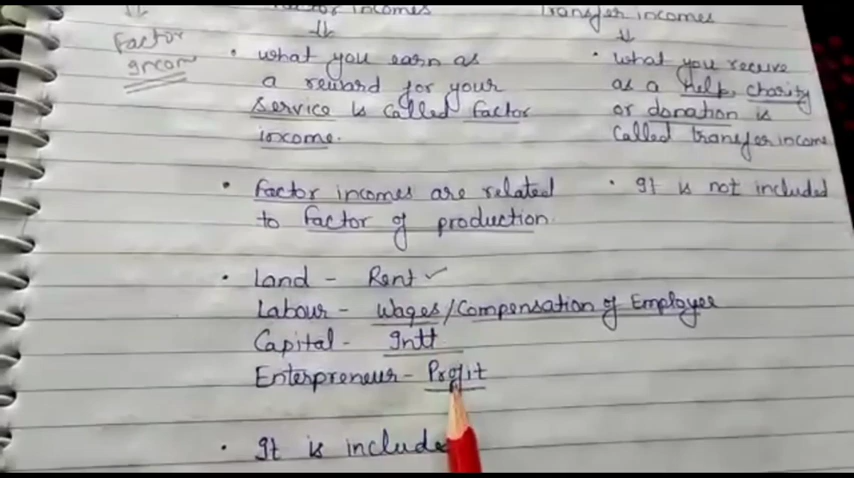 Factor incomes
Transfer incomes
Factor
Income
• what you earn as
a reward for your
service is called factor
income.
• what you receive
as a help, charity
or donation is
called transfer income
• Factor incomes are related
to factor of production
• It is not included
• Land - Rent ✓
Labour - Wages/Compensation of Employee
Capital - Intt
Enterpreneur - Profit
• It is include